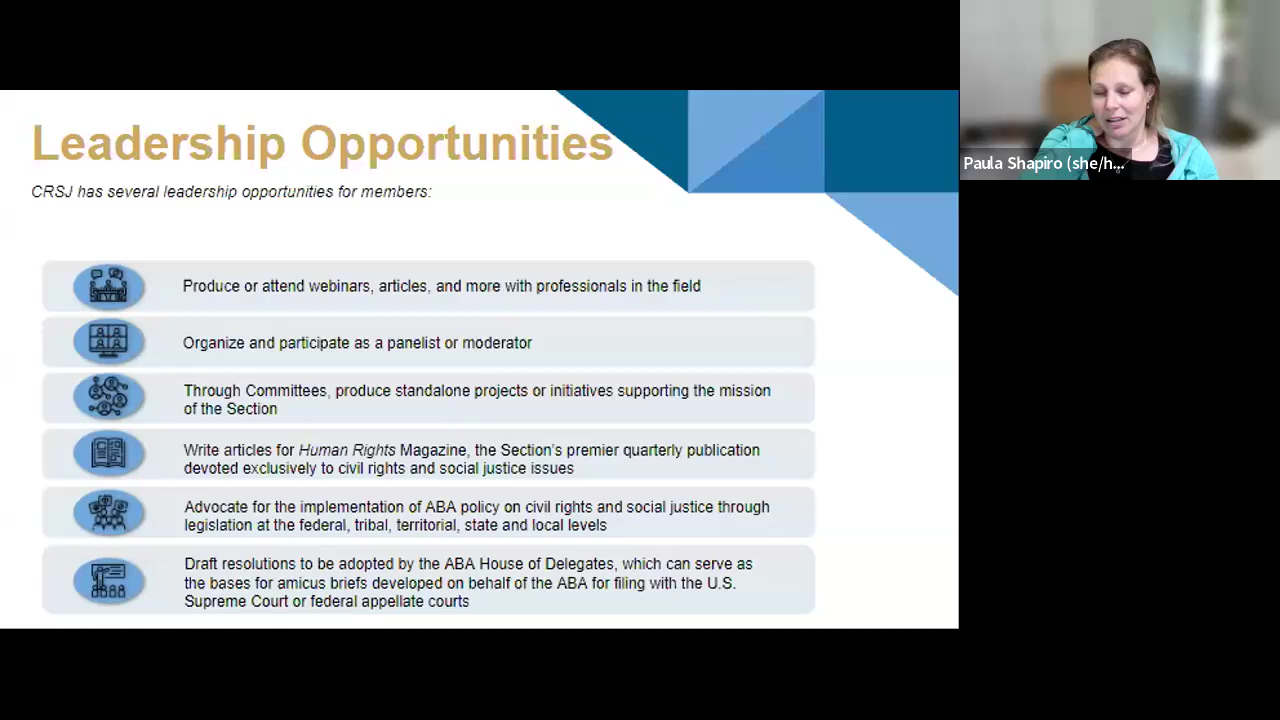 Leadership Opportunities
CRSJ has several leadership opportunities for members:
Produce or attend webinars, articles, and more with professionals in the field
Organize and participate as a panelist or moderator
Through Committees, produce standalone projects or initiatives supporting the mission
of the Section
Write articles for Human Rights Magazine, the Section's premier quarterly publication
devoted exclusively to civil rights and social justice issues
Advocate for the implementation of ABA policy on civil rights and social justice through
legislation at the federal, tribal, territorial, state and local levels
Draft resolutions to be adopted by the ABA House of Delegates, which can serve as
the bases for amicus briefs developed on behalf of the ABA for filing with the U.S.
Supreme Court or federal appellate courts
Paula Shapiro (she/h...